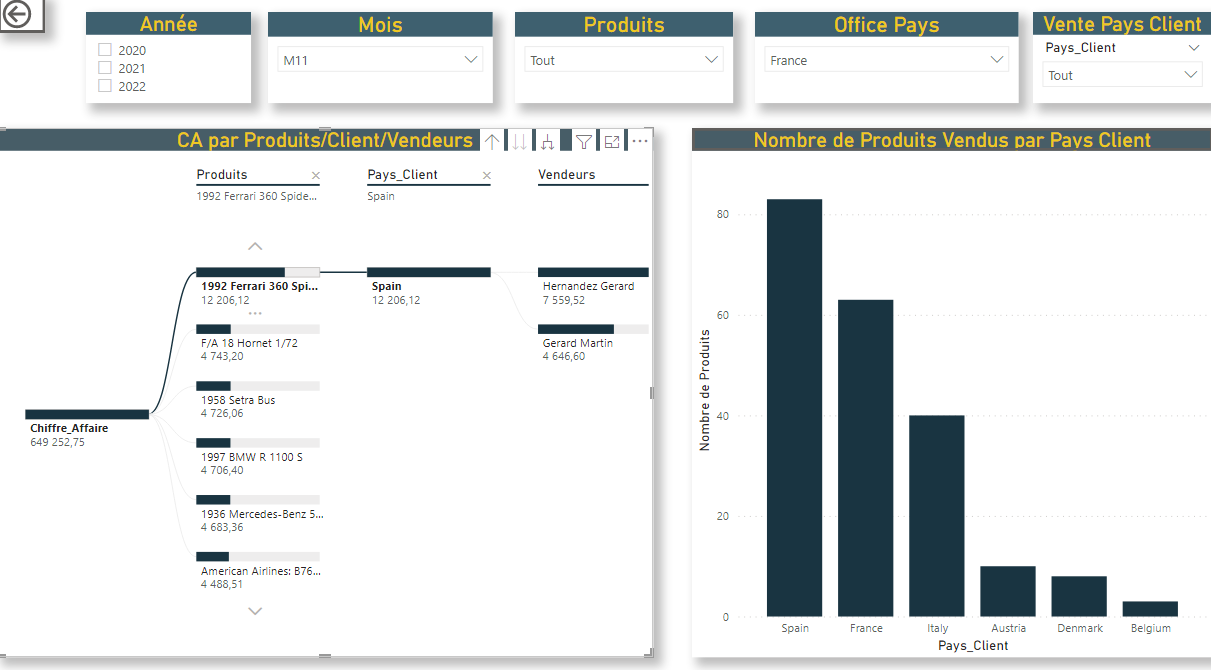 Année
2020
2021
2022
Mois
M11
Produits
Tout
Office Pays
France
Vente Pays Client
Pays_Client
Tout
CA par Produits/Client/Vendeurs
Produits
1992 Ferrari 360 Spide...
Pays_Client
Spain
Vendeurs
Chiffre_Affaire
649 252,75
1992 Ferrari 360 Spi...
12 206,12
F/A 18 Hornet 1/72
4 743,20
1958 Setra Bus
4 726,06
1997 BMW R 1100 S
4 706,40
1936 Mercedes-Benz 5...
4 683,36
American Airlines: B76...
4 488,51
Spain
12 206,12
Hernandez Gerard
7 559,52
Gerard Martin
4 646,60
Nombre de Produits Vendus par Pays Client
Nombre de Produits
80
60
40
20
0
Spain
France
Italy
Austria
Denmark
Belgium
Pays_Client